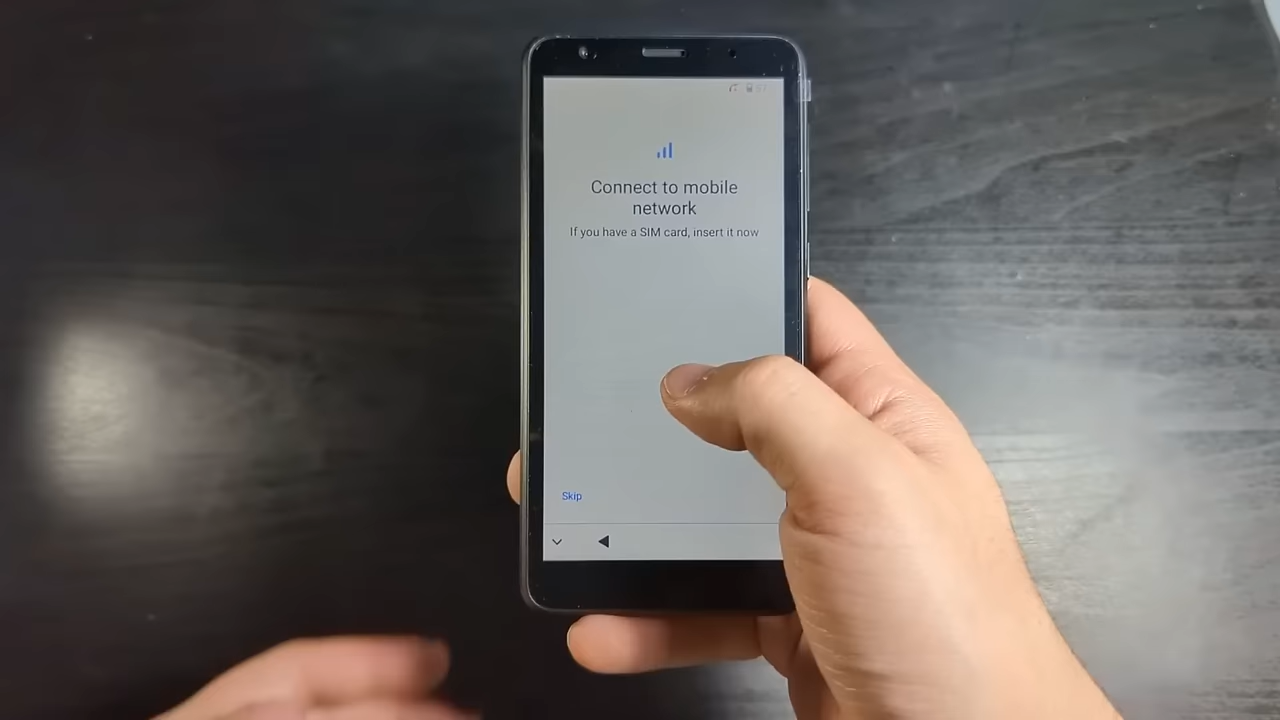 Connect to mobile
network
If you have a SIM card, insert it now
Skip